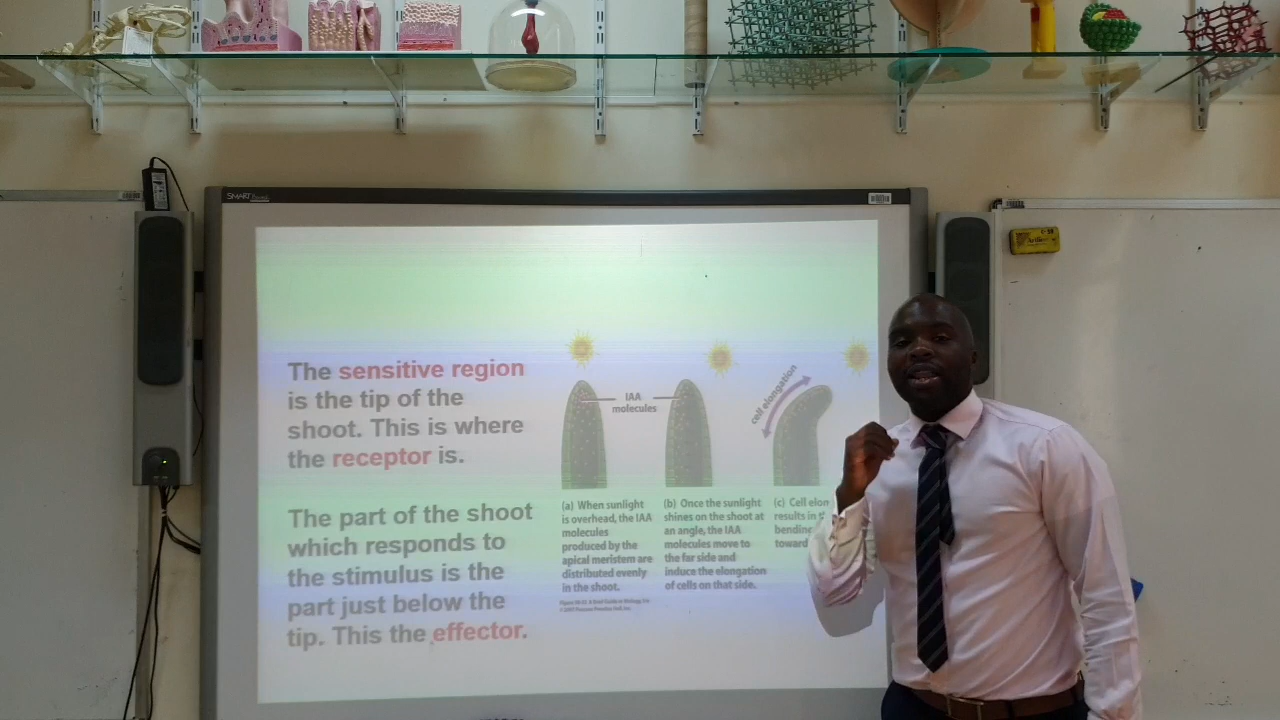 SMART
The sensitive region
is the tip of the
shoot. This is where
the receptor is.
The part of the shoot
which responds to
the stimulus is the
part just below the
tip. This the effector.
IAA
molecules
cell elongation
(a) When sunlight
is overhead, the IAA
molecules
produced by the
apical meristem are
distributed evenly
in the shoot.
(b) Once the sunlight
shines on the shoot at
an angle, the IAA
molecules move to
the far side and
induce the elongation
of cells on that side.
(c) Cell elon
results in
bending
toward